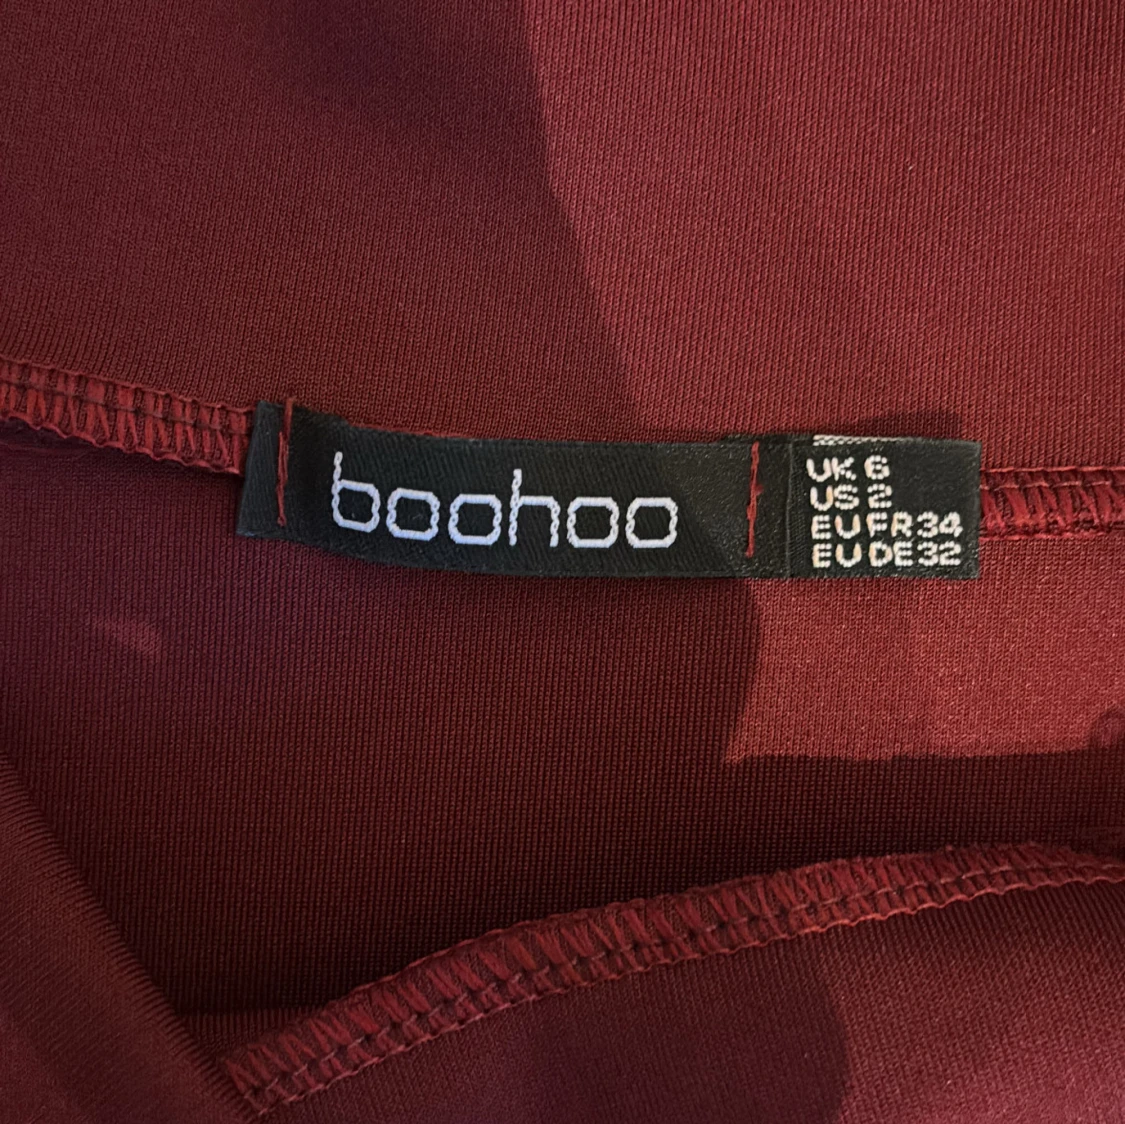 boohoo
UK 6
US 2
EU FR 34
EU DE 32